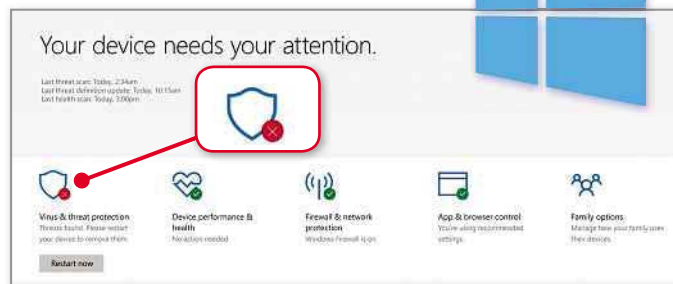 Your device needs your attention.
Last threat scan: Today, 2:34am
Last threat definition update: Today, 10:15am
Last health scan: Today, 3:00pm
Virus & threat protection
Threats found. Please restart
your device to remove them.
Restart now
Device performance &
health
No action needed
Firewall & network
protection
Windows Firewall is on.
App & browser control
You're using recommended
settings.
Family options
Manage how your family uses
their devices.